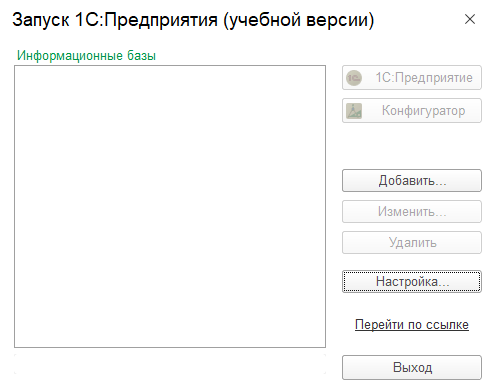 Запуск 1С:Предприятия (учебной версии)
Информационные базы
1С:Предприятие
Конфигуратор
Добавить...
Изменить...
Удалить
Настройка...
Перейти по ссылке
Выход